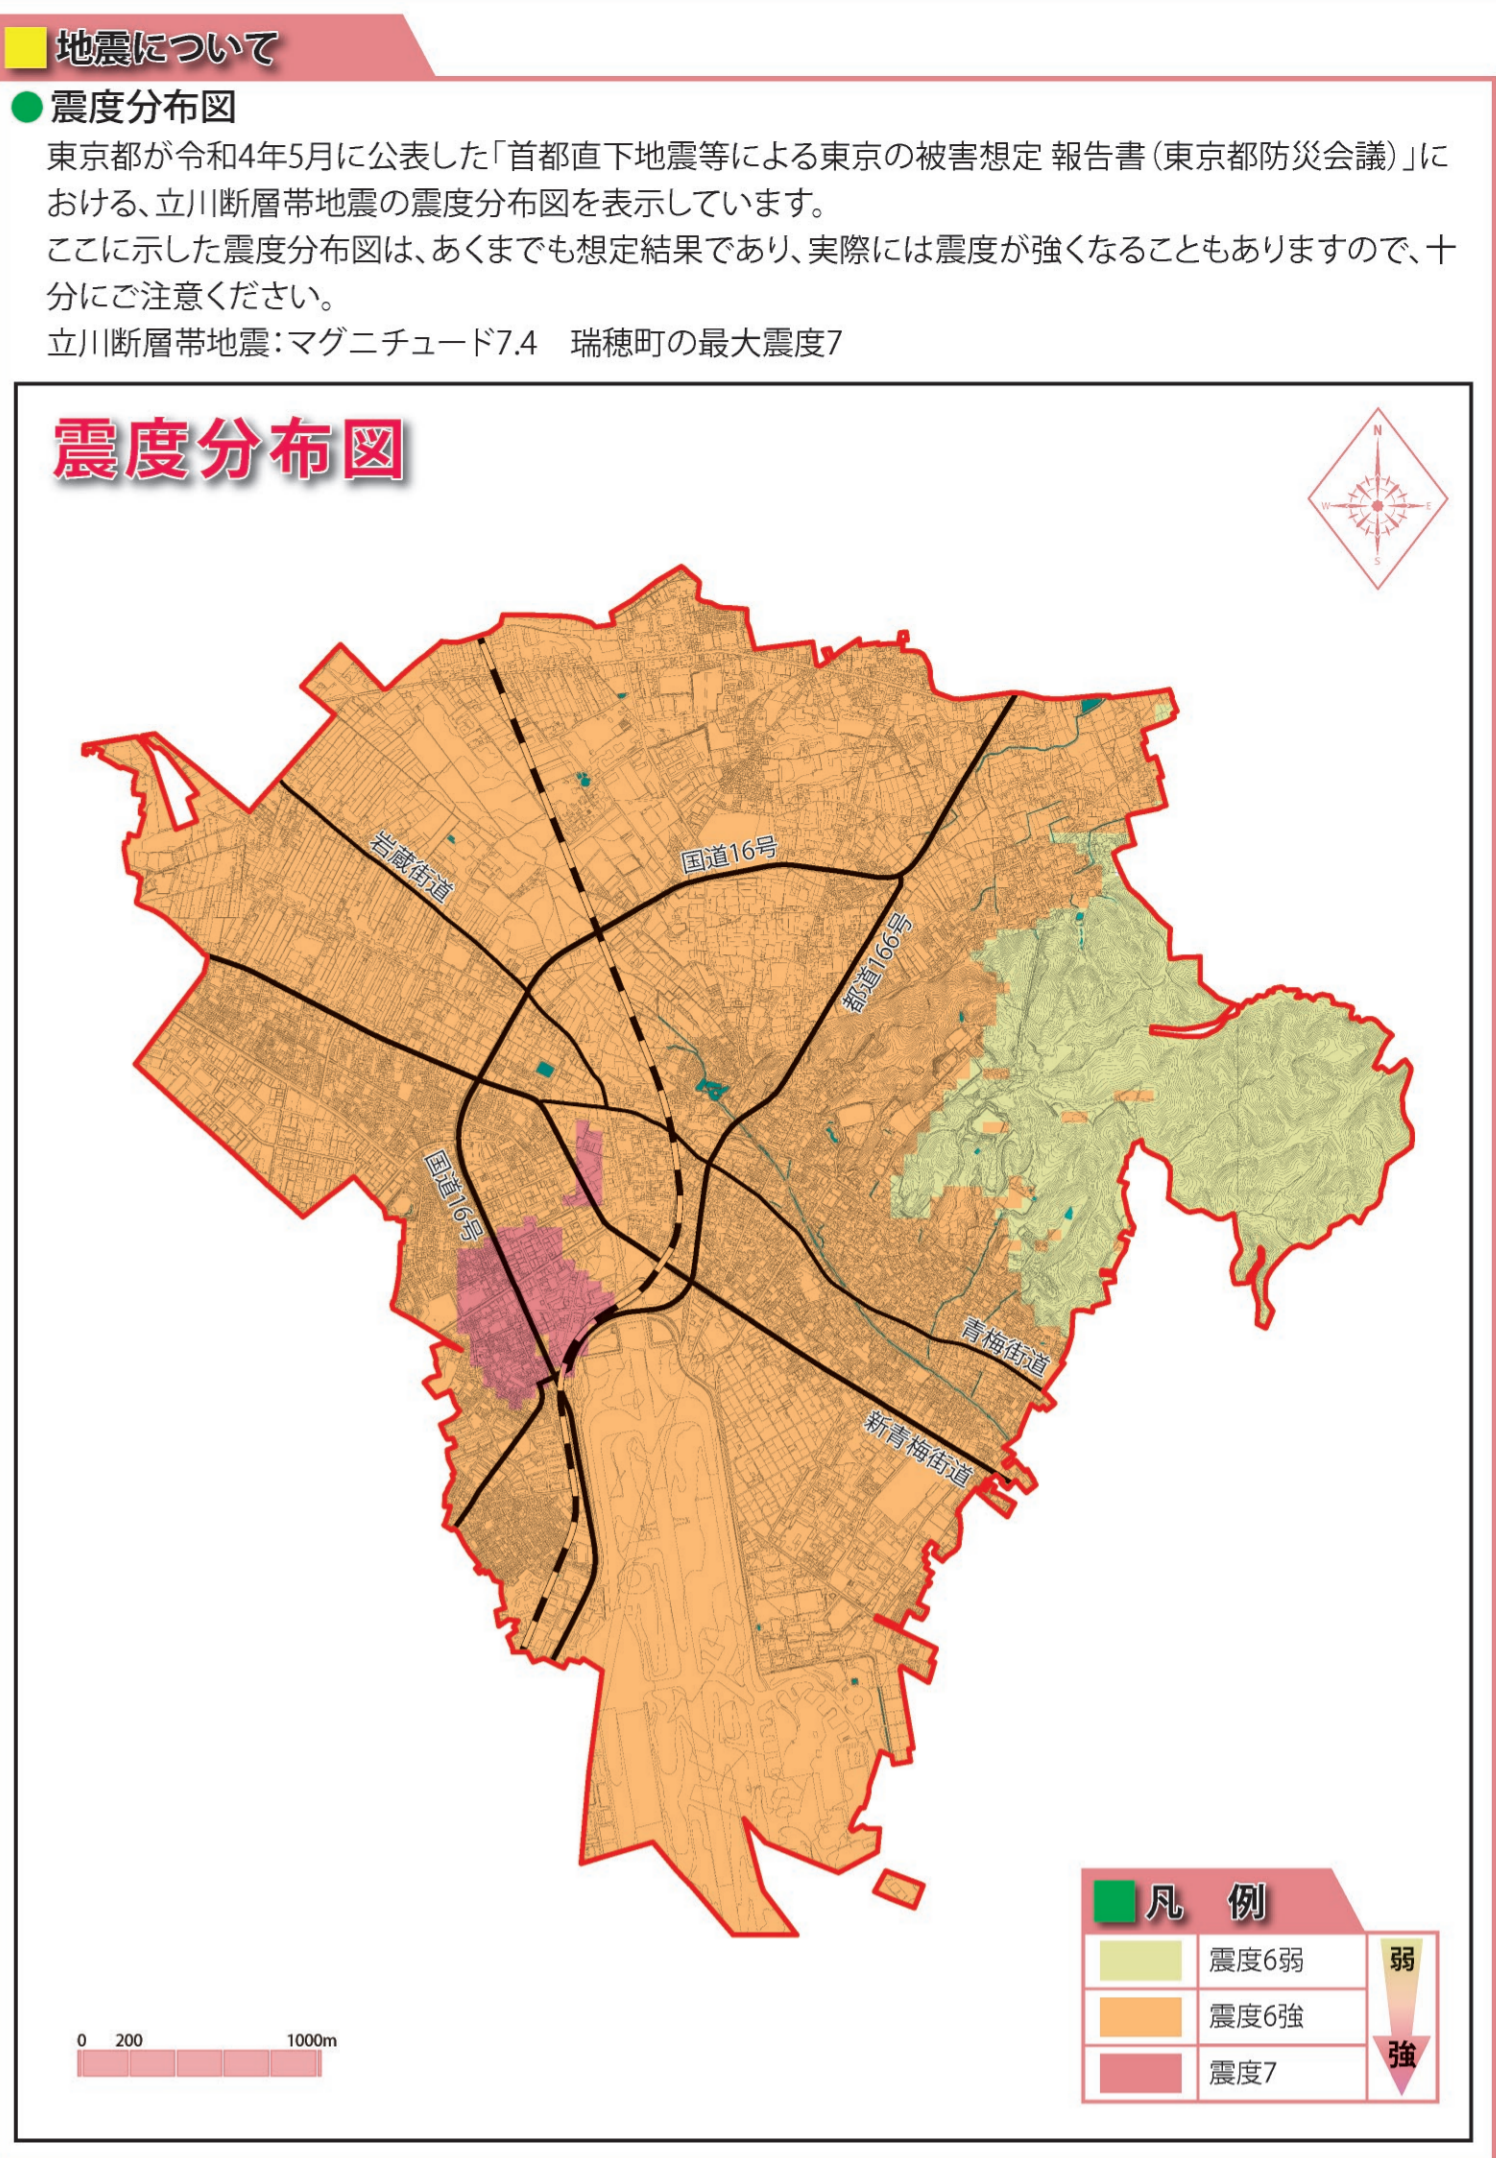 地震について
震度分布図
東京都が令和4年5月に公表した「首都直下地震等による東京の被害想定 報告書（東京都防災会議）」に
おける、立川断層帯地震の震度分布図を表示しています。
ここに示した震度分布図は、あくまでも想定結果であり、実際には震度が強くなることもありますので、十
分にご注意ください。
立川断層帯地震：マグニチュード7.4　瑞穂町の最大震度7
震度分布図
N
W
E
S
岩蔵街道
国道16号
都道166号
国道16号
青梅街道
新青梅街道
凡 例
震度6弱
弱
震度6強
強
震度7
0 200 1000m